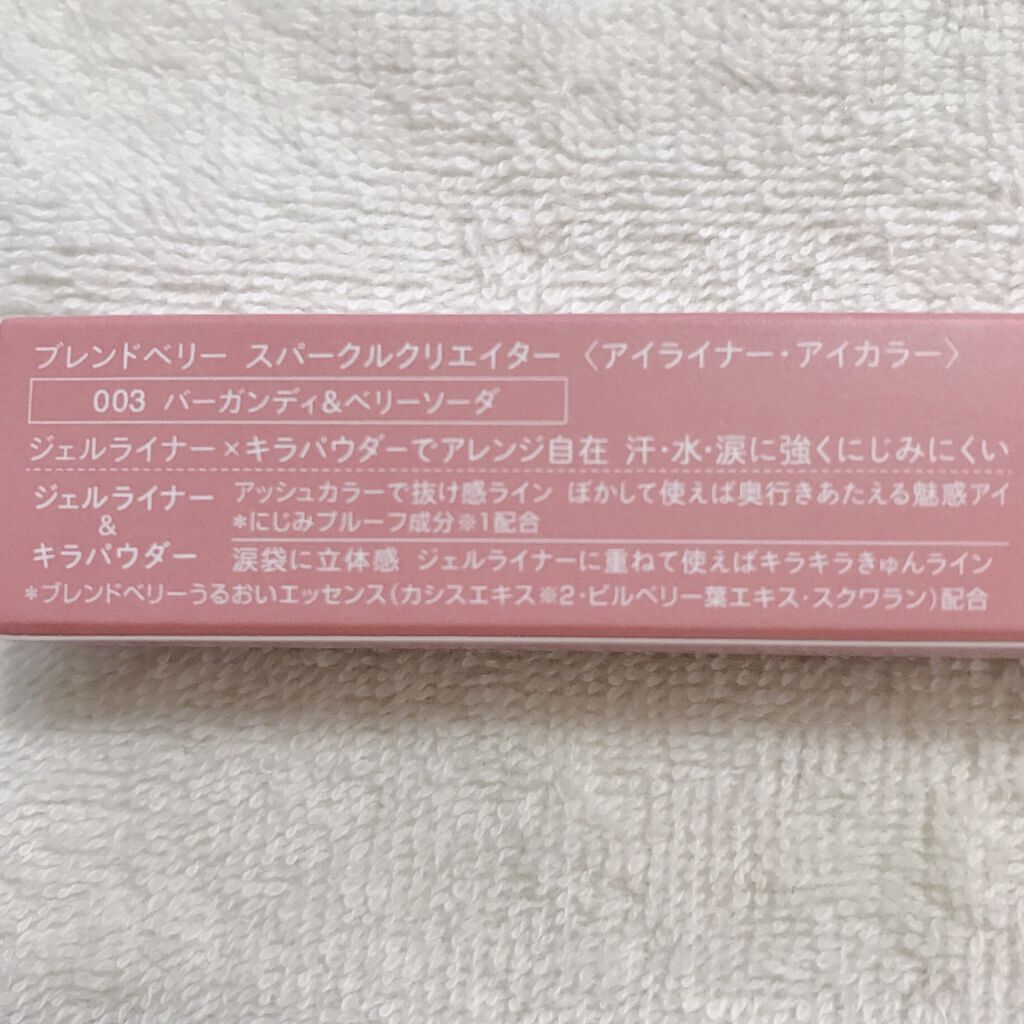 ブレンドベリー スパークルクリエイター 〈アイライナー・アイカラー〉
003 バーガンディ&ベリーソーダ
ジェルライナー×キラパウダーでアレンジ自在 汗・水・涙に強くにじみにくい
ジェルライナー
&
キラパウダー
アッシュカラーで抜け感ライン ぼかして使えば奥行きあたえる魅惑アイ
*にじみプルーフ成分※1配合
涙袋に立体感 ジェルライナーに重ねて使えばキラキラきゅんライン
*ブレンドベリーうるおいエッセンス(カシスエキス※2・ビルベリー葉エキス・スクワラン)配合